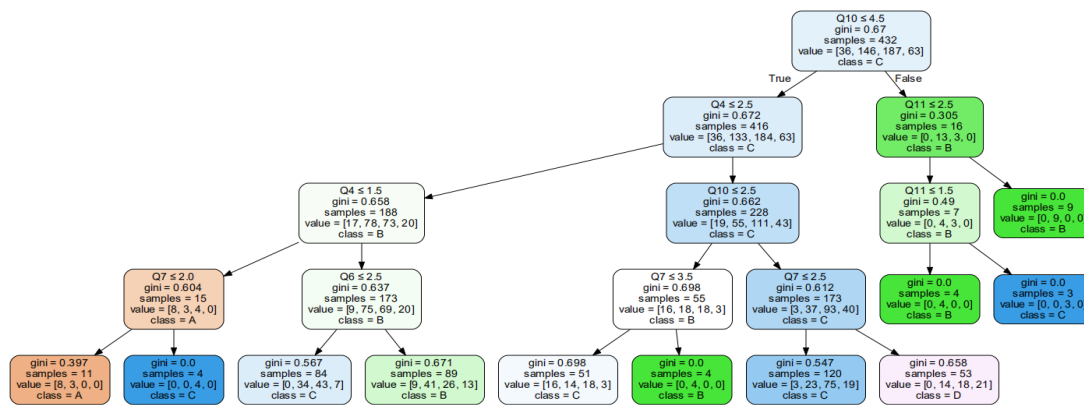 Q10 ≤ 4.5
gini = 0.67
samples = 432
value = [36, 146, 187, 63]
class = C
True
False
Q4 ≤ 2.5
gini = 0.672
samples = 416
value = [36, 133, 184, 63]
class = C
Q11 ≤ 2.5
gini = 0.305
samples = 16
value = [0, 13, 3, 0]
class = B
Q4 ≤ 1.5
gini = 0.658
samples = 188
value = [17, 78, 73, 20]
class = B
Q10 ≤ 2.5
gini = 0.662
samples = 228
value = [19, 55, 111, 43]
class = C
Q11 ≤ 1.5
gini = 0.49
samples = 7
value = [0, 4, 3, 0]
class = B
gini = 0.0
samples = 9
value = [0, 9, 0, 0]
class = B
Q7 ≤ 2.0
gini = 0.604
samples = 15
value = [8, 3, 4, 0]
class = A
Q6 ≤ 2.5
gini = 0.637
samples = 173
value = [9, 75, 69, 20]
class = B
Q7 ≤ 3.5
gini = 0.698
samples = 55
value = [16, 18, 18, 3]
class = B
Q7 ≤ 2.5
gini = 0.612
samples = 173
value = [3, 37, 93, 40]
class = C
gini = 0.0
samples = 4
value = [0, 4, 0, 0]
class = B
gini = 0.0
samples = 3
value = [0, 0, 3, 0]
class = C
gini = 0.397
samples = 11
value = [8, 3, 0, 0]
class = A
gini = 0.0
samples = 4
value = [0, 0, 4, 0]
class = C
gini = 0.567
samples = 84
value = [0, 34, 43, 7]
class = C
gini = 0.671
samples = 89
value = [9, 41, 26, 13]
class = B
gini = 0.698
samples = 51
value = [16, 14, 18, 3]
class = C
gini = 0.0
samples = 4
value = [0, 4, 0, 0]
class = B
gini = 0.547
samples = 120
value = [3, 23, 75, 19]
class = C
gini = 0.658
samples = 53
value = [0, 14, 18, 21]
class = D